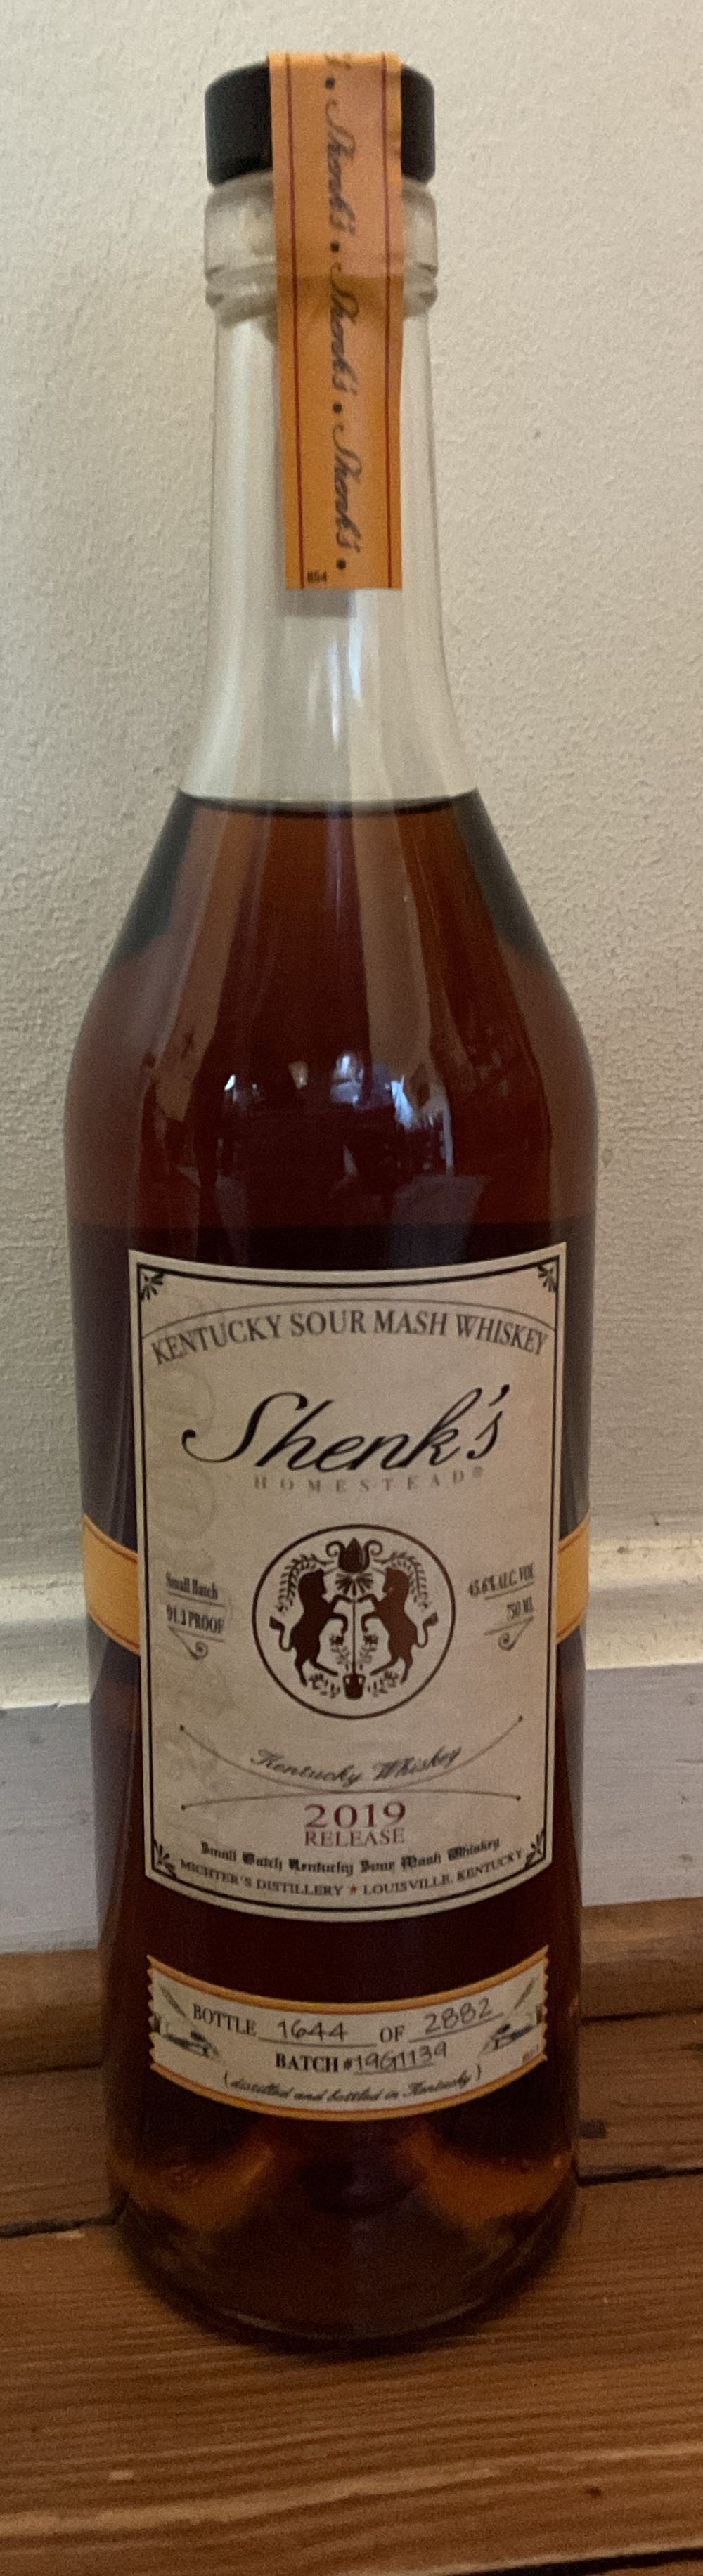 Shenk's • Shenk's • Shenk's •
854
KENTUCKY SOUR MASH WHISKEY
Shenk's
HOMESTEAD®
Small Batch
91.2 PROOF
45.6% ALC. VOL
750 ML
Kentucky Whiskey
2019
RELEASE
Small Batch Kentucky Sour Mash Whiskey
MICHTER'S DISTILLERY ★ LOUISVILLE, KENTUCKY
BOTTLE 1644 OF 2882
BATCH #19G1139
(distilled and bottled in Kentucky)